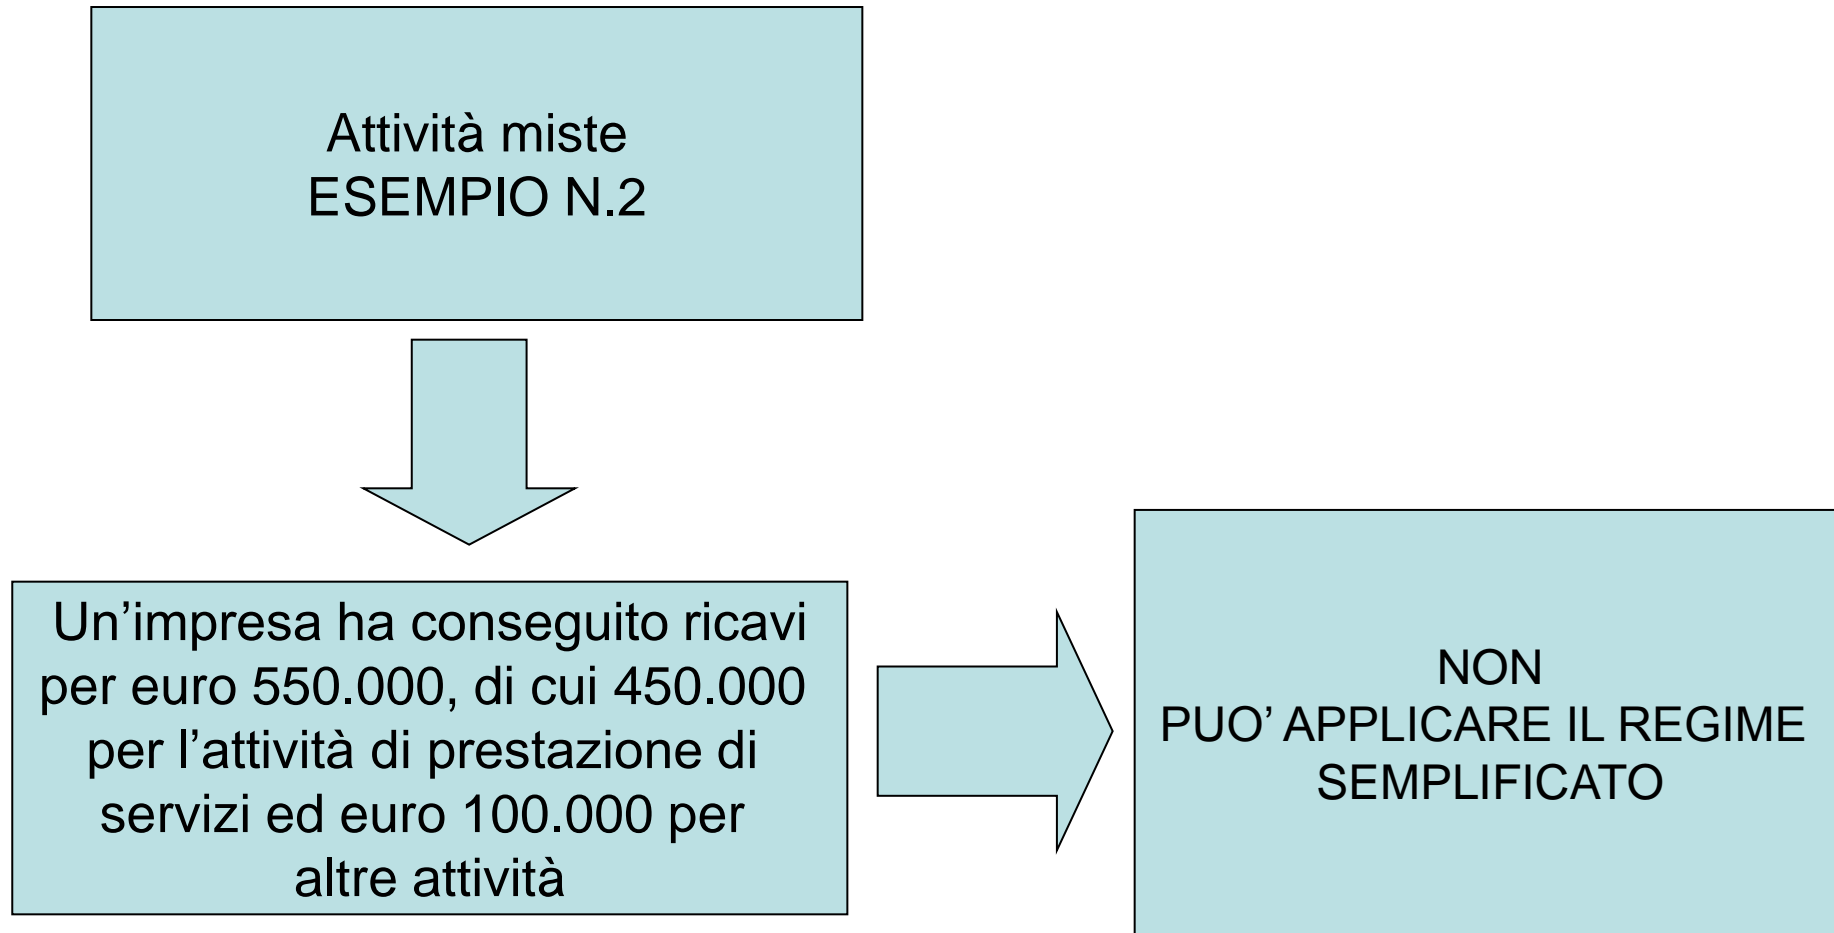 Attività miste
ESEMPIO N.2
Un’impresa ha conseguito ricavi
per euro 550.000, di cui 450.000
per l’attività di prestazione di
servizi ed euro 100.000 per
altre attività
NON
PUO’ APPLICARE IL REGIME
SEMPLIFICATO